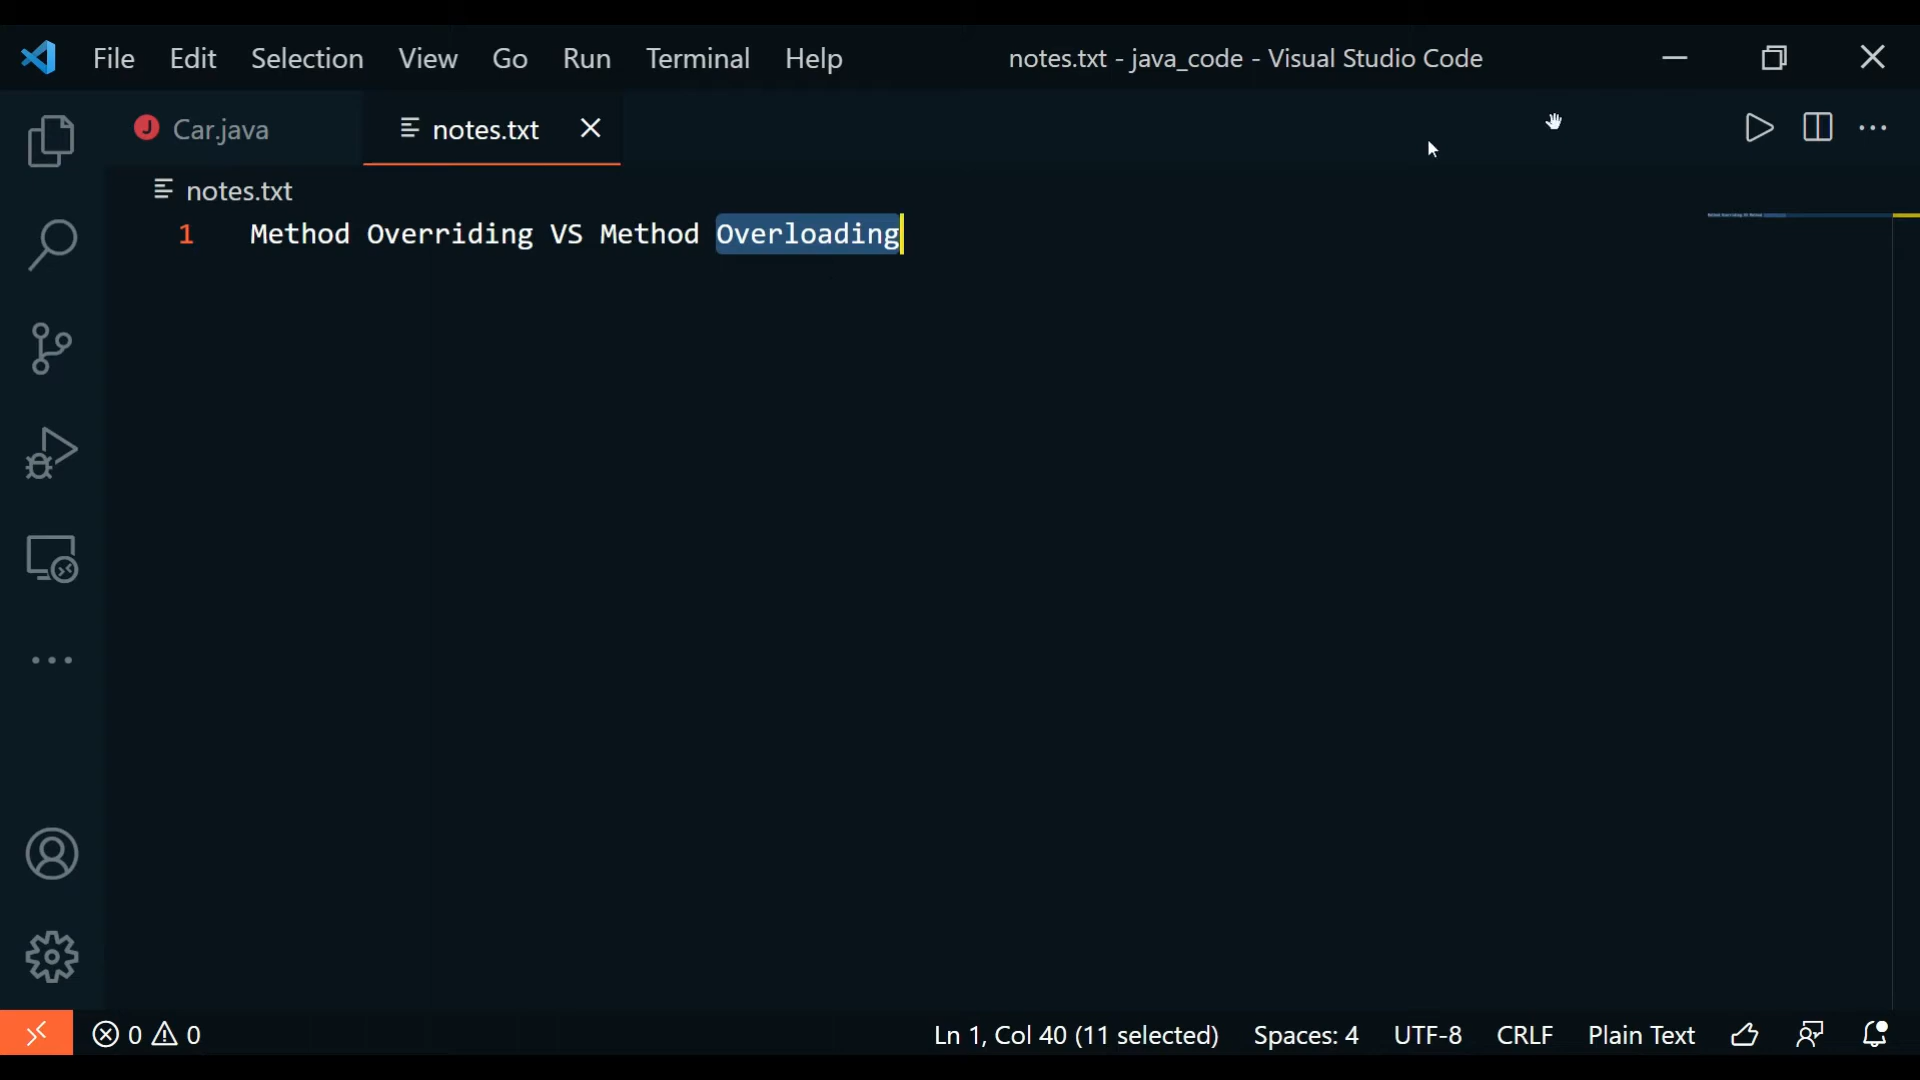 File Edit Selection View Go Run Terminal Help notes.txt - java_code - Visual Studio Code
J Car.java notes.txt
notes.txt
1 Method Overriding VS Method Overloading
0 0 Ln 1, Col 40 (11 selected) Spaces: 4 UTF-8 CRLF Plain Text